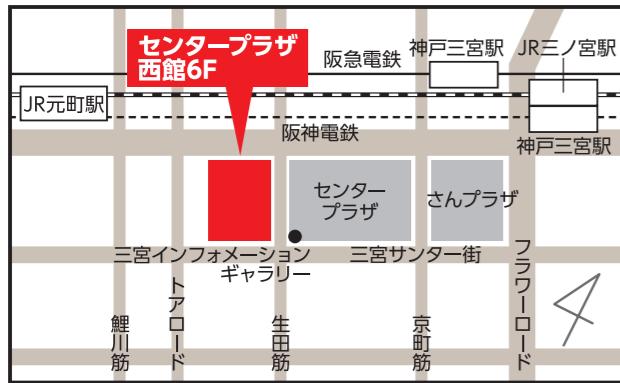 センタープラザ
西館6F
阪急電鉄
神戸三宮駅
JR三ノ宮駅
JR元町駅
阪神電鉄
神戸三宮駅
センター
プラザ
さんプラザ
三宮インフォメーション
ギャラリー
三宮サンター街
鯉川筋
トアロード
生田筋
京町筋
フラワーロード